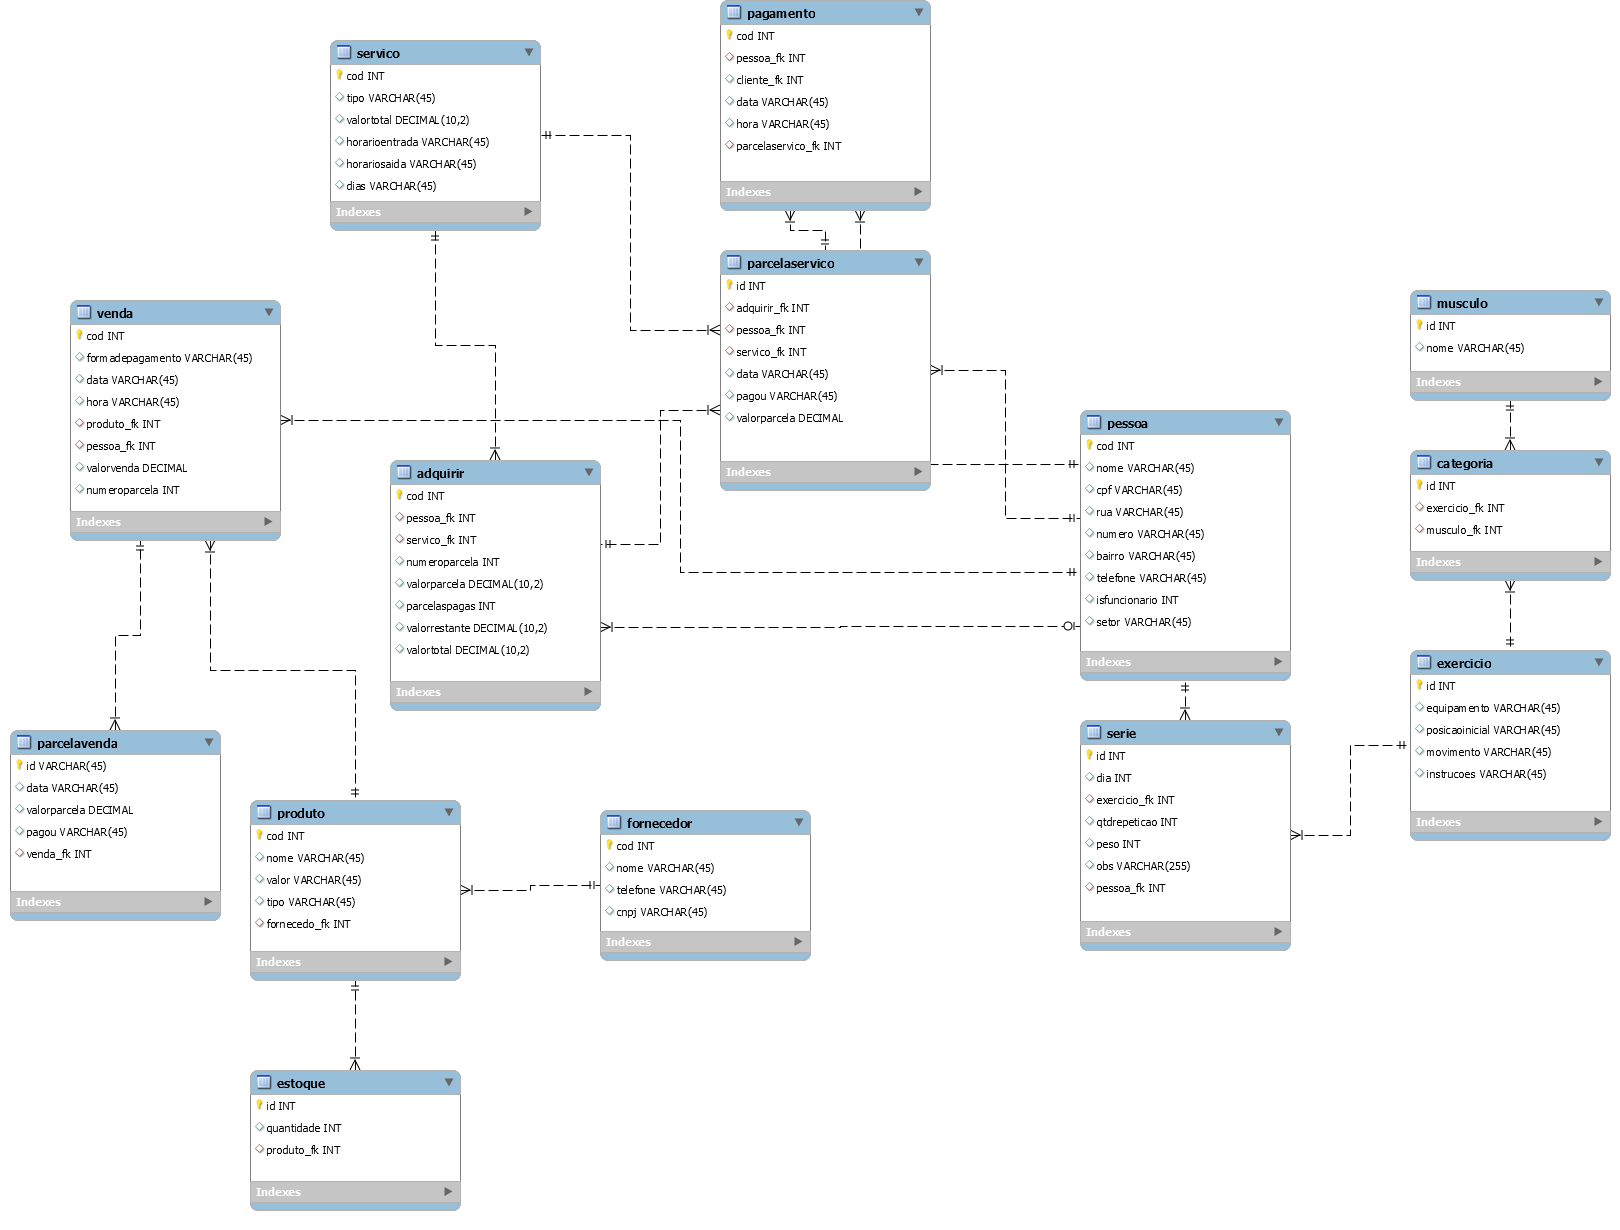 pagamento
cod INT
pessoa_fk INT
cliente_fk INT
data VARCHAR(45)
hora VARCHAR(45)
parcelaservico_fk INT
Indexes
servico
cod INT
tipo VARCHAR(45)
valortotal DECIMAL(10,2)
horarioentrada VARCHAR(45)
horariosaida VARCHAR(45)
dias VARCHAR(45)
Indexes
parcelaservico
id INT
adquirir_fk INT
pessoa_fk INT
servico_fk INT
data VARCHAR(45)
pagou VARCHAR(45)
valorparcela DECIMAL
Indexes
musculo
id INT
nome VARCHAR(45)
Indexes
venda
cod INT
formadepagamento VARCHAR(45)
data VARCHAR(45)
hora VARCHAR(45)
produto_fk INT
pessoa_fk INT
valorvenda DECIMAL
numeroparcela INT
Indexes
pessoa
cod INT
nome VARCHAR(45)
cpf VARCHAR(45)
rua VARCHAR(45)
numero VARCHAR(45)
bairro VARCHAR(45)
telefone VARCHAR(45)
isfuncionario INT
setor VARCHAR(45)
Indexes
categoria
id INT
exercicio_fk INT
musculo_fk INT
Indexes
adquirir
cod INT
pessoa_fk INT
servico_fk INT
numeroparcela INT
valorparcela DECIMAL(10,2)
parcelaspagas INT
valorrestante DECIMAL(10,2)
valortotal DECIMAL(10,2)
Indexes
exercicio
id INT
equipamento VARCHAR(45)
posicaoinicial VARCHAR(45)
movimento VARCHAR(45)
instrucoes VARCHAR(45)
Indexes
serie
id INT
dia INT
exercicio_fk INT
qtdrepeticao INT
peso INT
obs VARCHAR(255)
pessoa_fk INT
Indexes
parcelavenda
id VARCHAR(45)
data VARCHAR(45)
valorparcela DECIMAL
pagou VARCHAR(45)
venda_fk INT
Indexes
produto
cod INT
nome VARCHAR(45)
valor VARCHAR(45)
tipo VARCHAR(45)
fornecedo_fk INT
Indexes
fornecedor
cod INT
nome VARCHAR(45)
telefone VARCHAR(45)
cnpj VARCHAR(45)
Indexes
estoque
id INT
quantidade INT
produto_fk INT
Indexes